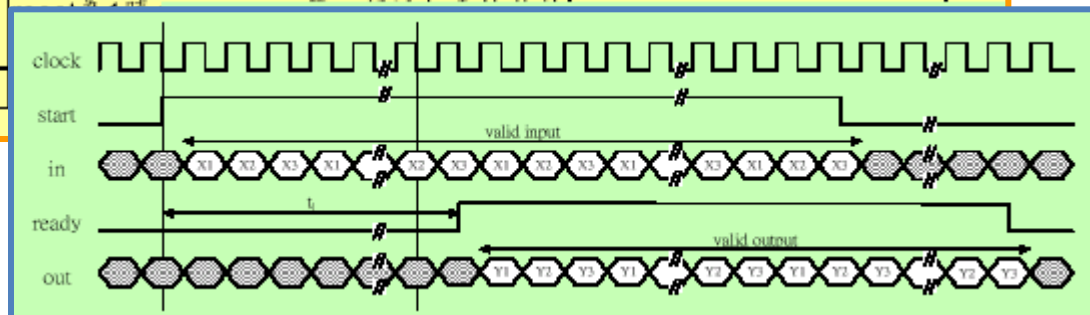 clock
start
valid input
in X1 X2 X3 X1 X2 X3 X1 X2 X3 X1 X3 X1 X2 X3
ready
valid output
out Y1 Y2 Y3 Y1 Y2 Y3 Y1 Y2 Y3 Y2 Y3